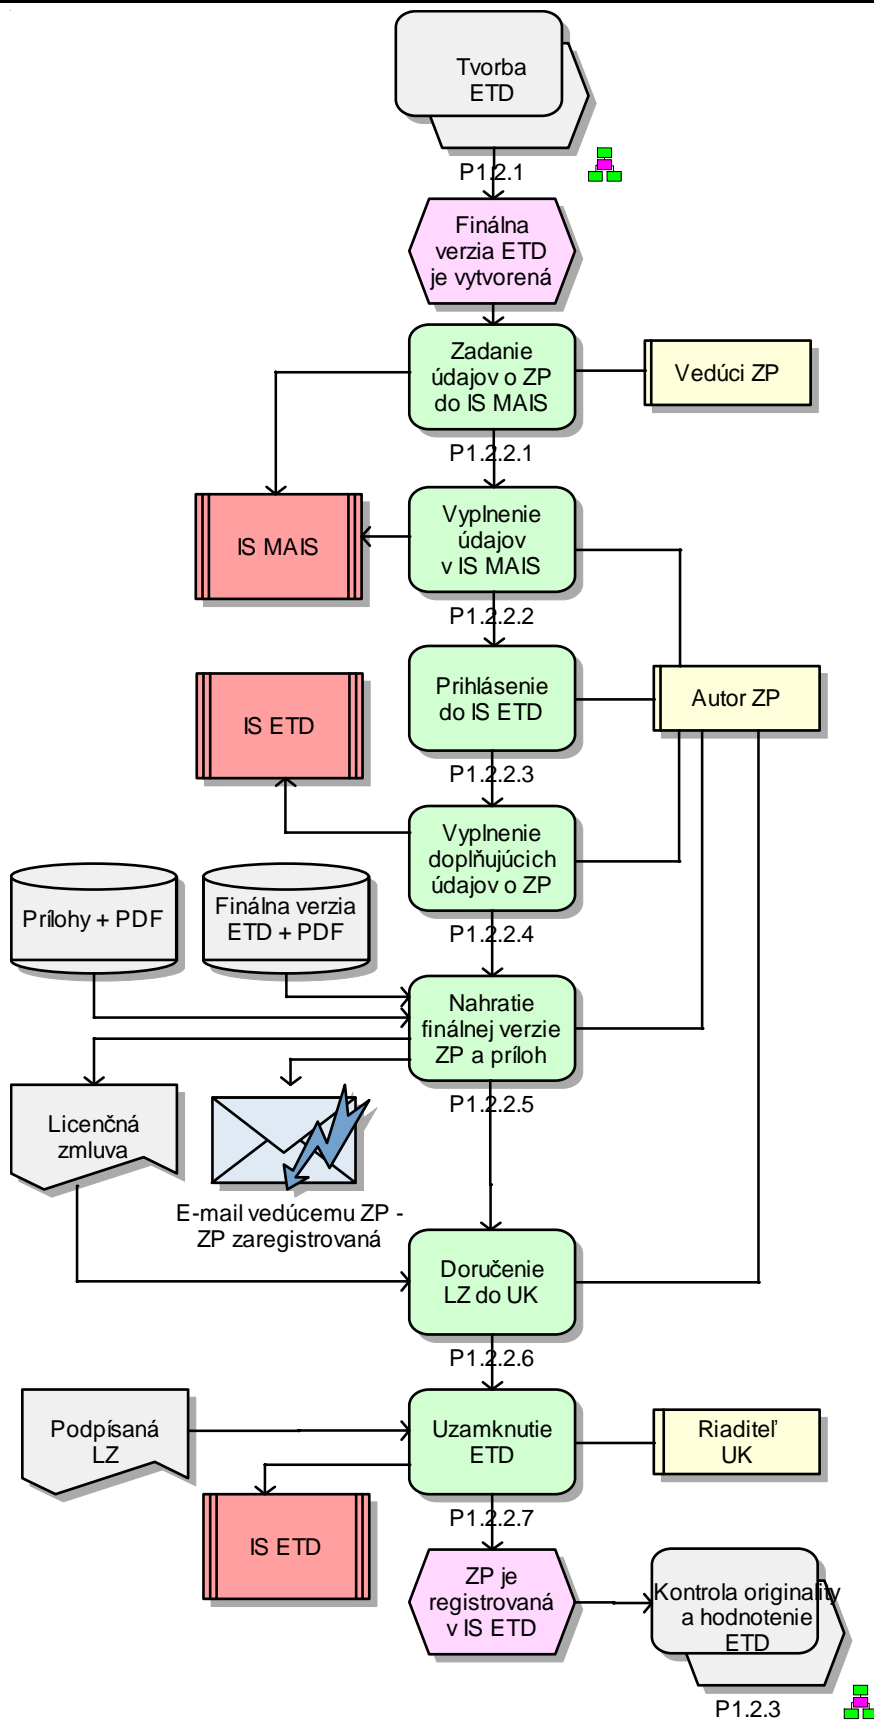 Tvorba
ETD
P1.2.1
Finálna
verzia ETD
je vytvorená
Zadanie
údajov o ZP
do IS MAIS
Vedúci ZP
P1.2.2.1
IS MAIS
Vyplnenie
údajov
v IS MAIS
P1.2.2.2
IS ETD
Prihlásenie
do IS ETD
Autor ZP
P1.2.2.3
Vyplnenie
doplňujúcich
údajov o ZP
Prílohy + PDF
Finálna verzia
ETD + PDF
P1.2.2.4
Nahratie
finálnej verzie
ZP a príloh
P1.2.2.5
Licenčná
zmluva
E-mail vedúcemu ZP -
ZP zaregistrovaná
Doručenie
LZ do UK
P1.2.2.6
Podpísaná
LZ
Uzamknutie
ETD
Riaditeľ
UK
P1.2.2.7
IS ETD
ZP je
registrovaná
v IS ETD
Kontrola originality
a hodnotenie
ETD
P1.2.3